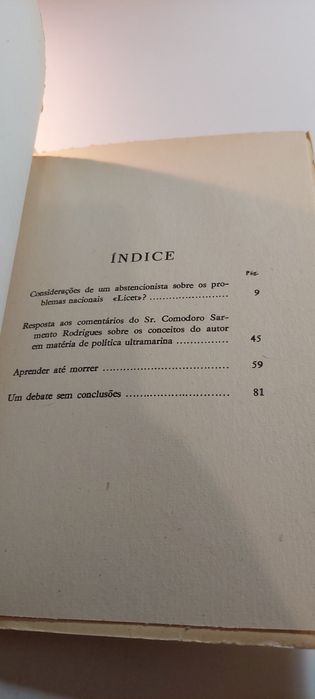 ÍNDICE
Pág.
Considerações de um abstencionista sobre os pro-
blemas nacionais «Licet»? ........................ 9
Resposta aos comentários do Sr. Comodoro Sar-
mento Rodrigues sobre os conceitos do autor
em matéria de política ultramarina ............... 45
Aprender até morrer .................................... 59
Um debate sem conclusões .............................. 81